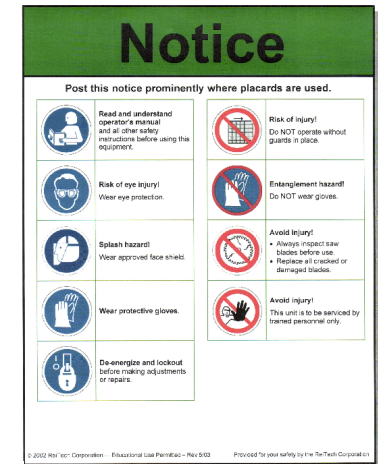 Notice
Post this notice prominently where placards are used.
Read and understand
operator's manual
and all other safety
instructions before using this
equipment.
Risk of eye injury!
Wear eye protection.
Splash hazard!
Wear approved face shield.
Wear protective gloves.
De-energize and lockout
before making adjustments
or repairs.
Risk of injury!
Do NOT operate without
guards in place.
Entanglement hazard!
Do NOT wear gloves.
Avoid injury!
• Always inspect saw
blades before use.
• Replace all cracked or
damaged blades.
Avoid injury!
This unit is to be serviced by
trained personnel only.
© 2002 ReiTech Corporation — Educational Use Permitted – Rev 5/03
Provided for your safety by the ReiTech Corporation